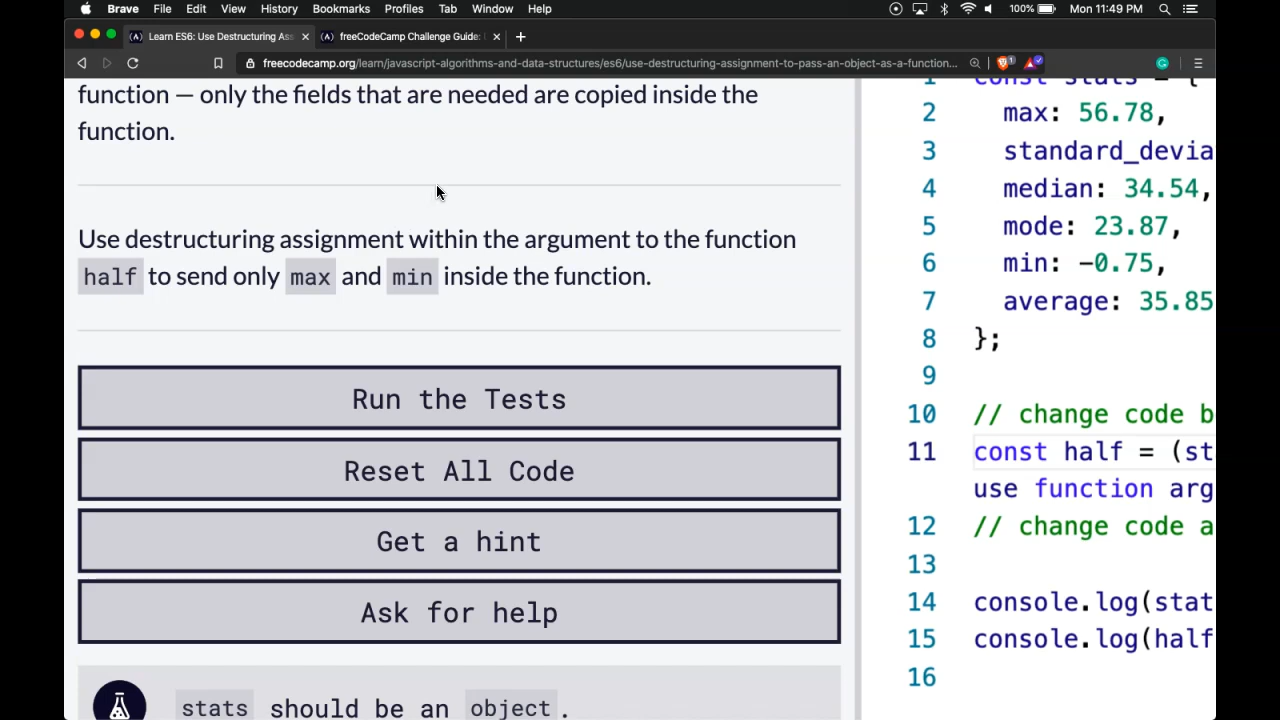 Brave File Edit View History Bookmarks Profiles Tab Window Help 100% Mon 11:49 PM
Learn ES6: Use Destructuring Ass × freeCodeCamp Challenge Guide: × +
freecodecamp.org/learn/javascript-algorithms-and-data-structures/es6/use-destructuring-assignment-to-pass-an-object-as-a-function...
function — only the fields that are needed are copied inside the
function.
Use destructuring assignment within the argument to the function
half to send only max and min inside the function.
Run the Tests
Reset All Code
Get a hint
Ask for help
stats should be an object.
1 const stats = {
2 max: 56.78,
3 standard_devia
4 median: 34.54,
5 mode: 23.87,
6 min: -0.75,
7 average: 35.85
8 };
9
10 // change code b
11 const half = (st
use function arg
12 // change code a
13
14 console.log(stat
15 console.log(half
16